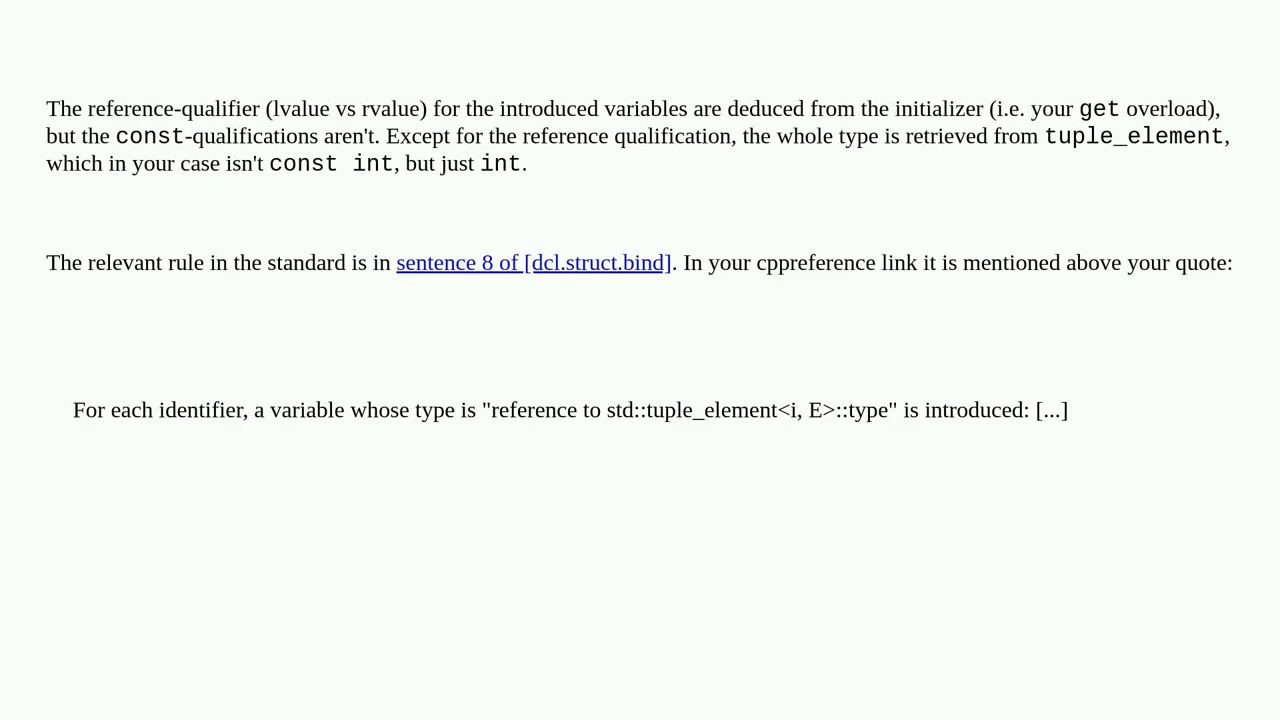 The reference-qualifier (lvalue vs rvalue) for the introduced variables are deduced from the initializer (i.e. your get overload),
but the const-qualifications aren't. Except for the reference qualification, the whole type is retrieved from tuple_element,
which in your case isn't const int, but just int.
The relevant rule in the standard is in sentence 8 of [dcl.struct.bind]. In your cppreference link it is mentioned above your quote:
For each identifier, a variable whose type is "reference to std::tuple_element<i, E>::type" is introduced: [...]